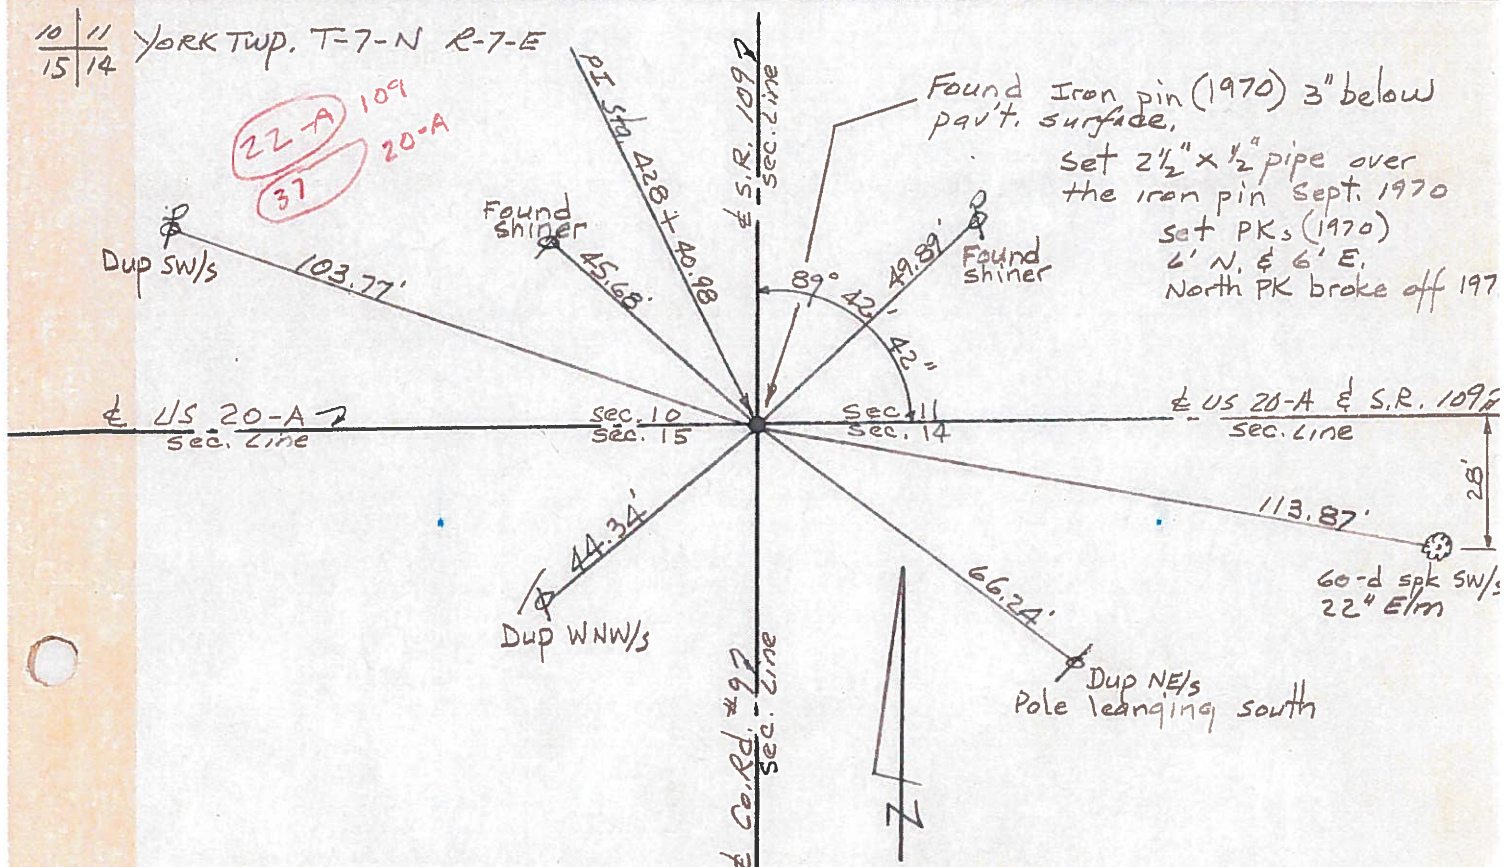 10 11
15 14
YORK TWP. T-7-N R-7-E
22-A 109
37 20-A
PI Sta. 428+40.98
℄ S.R. 109
Sec. Line
Found Iron pin (1970) 3" below
pav't. surface.
Set 2½" x ½" pipe over
the iron pin Sept. 1970
Set PKs (1970)
6' N. & 6' E.
North PK broke off 197
Dup SW/s
103.77'
Found
shiner
45.68'
49.89'
Found
shiner
89° 42' 42"
℄ US 20-A
Sec. Line
Sec. 10
Sec. 15
Sec. 11
Sec. 14
℄ US 20-A & S.R. 109
Sec. Line
28'
113.87'
60-d spk SW/s
22" Elm
44.34'
Dup WNW/s
66.24'
Dup NE/s
Pole leanging south
℄ Co. Rd. #97
Sec. Line
N